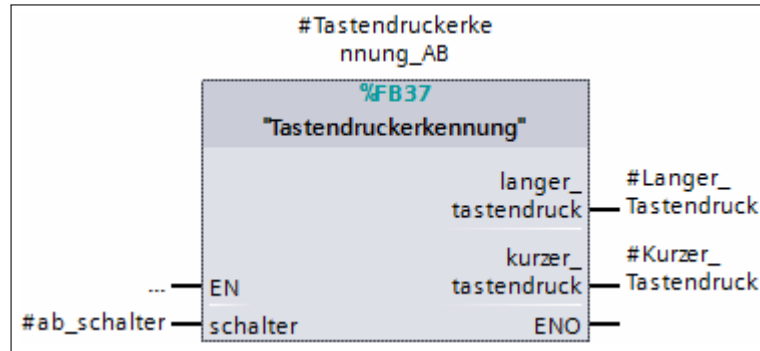 #Tastendruckerke
nnung_AB
%FB37
"Tastendruckerkennung"
langer_
tastendruck
#Langer_
Tastendruck
kurzer_
tastendruck
#Kurzer_
Tastendruck
... EN
#ab_schalter schalter
ENO